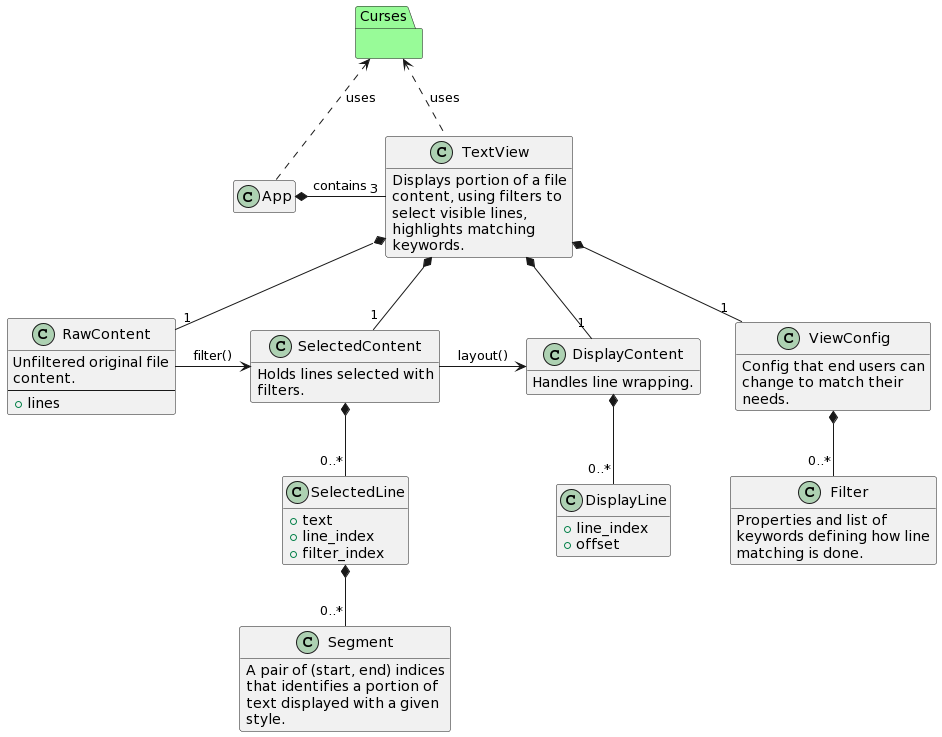 Curses
uses
uses
C TextView
Displays portion of a file
content, using filters to
select visible lines,
highlights matching
keywords.
C App
contains
3
1
1
1
1
C RawContent
Unfiltered original file
content.
lines
filter()
C SelectedContent
Holds lines selected with
filters.
layout()
C DisplayContent
Handles line wrapping.
C ViewConfig
Config that end users can
change to match their
needs.
0..*
0..*
0..*
C SelectedLine
text
line_index
filter_index
C DisplayLine
line_index
offset
C Filter
Properties and list of
keywords defining how line
matching is done.
0..*
C Segment
A pair of (start, end) indices
that identifies a portion of
text displayed with a given
style.